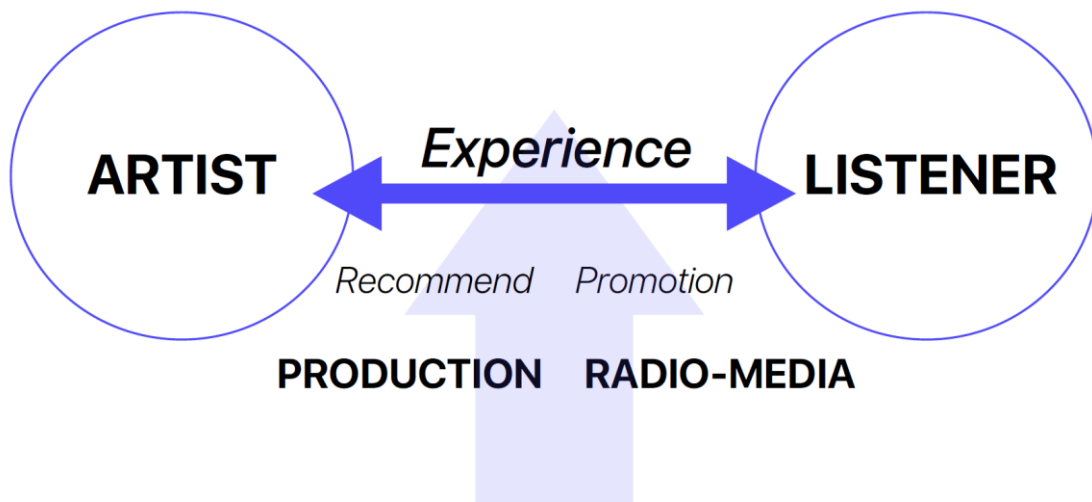 Experience
ARTIST
LISTENER
Recommend Promotion
PRODUCTION RADIO-MEDIA